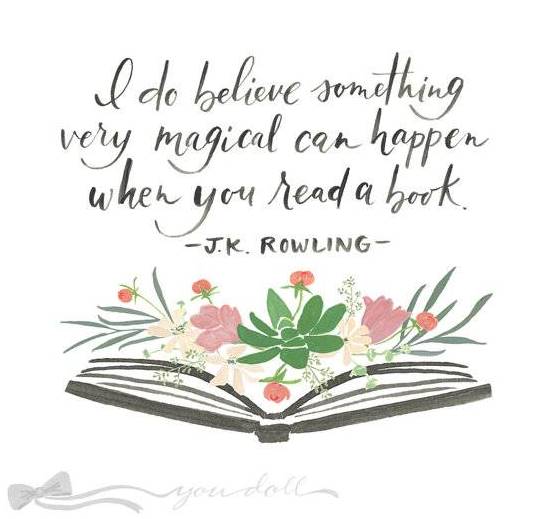 I do believe something
very magical can happen
when you read a book.
-J.K. ROWLING-
you doll